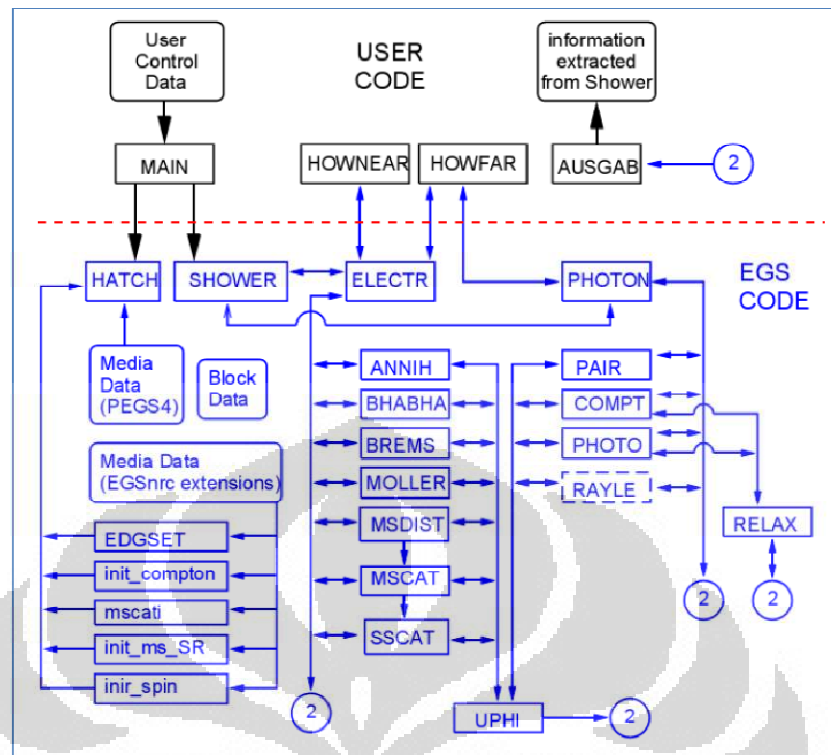 User
Control
Data
USER
CODE
information
extracted
from Shower
MAIN
HOWNEAR
HOWFAR
AUSGAB
2
HATCH
SHOWER
ELECTR
PHOTON
EGS
CODE
Media
Data
(PEGS4)
Block
Data
ANNIH
PAIR
BHABHA
COMPT
Media Data
(EGSnrc extensions)
BREMS
PHOTO
MOLLER
RAYLE
EDGSET
MSDIST
RELAX
init_compton
MSCAT
mscati
init_ms_SR
SSCAT
inir_spin
2
2
2
UPHI
2